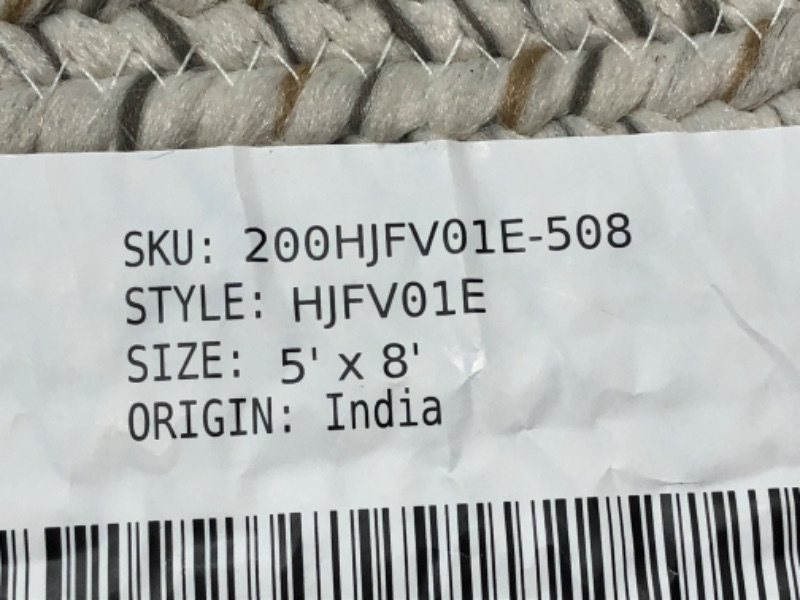 SKU: 200HJFV01E-508
STYLE: HJFV01E
SIZE: 5' x 8'
ORIGIN: India